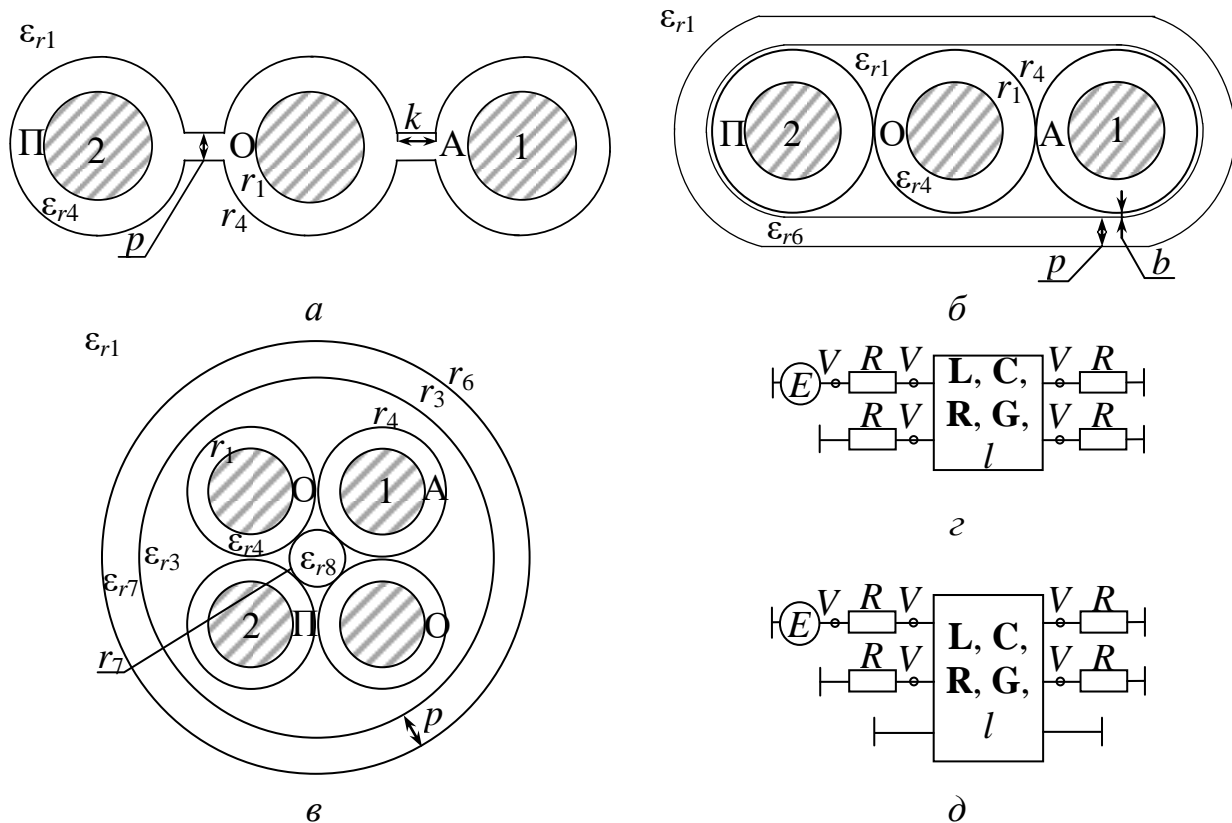 εr1
П
2
О
k
А
1
r1
εr4
r4
p
а
εr1
εr1
r4
r1
П
2
О
А
1
εr4
εr6
p
b
б
εr1
r6
r3
r4
r1
О
1
А
εr4
εr3
εr8
εr7
2
П
О
r7
p
в
E
V
R
V
L, C,
R, G,
l
V
R
R
V
V
R
г
E
V
R
V
L, C,
R, G,
l
V
R
R
V
V
R
д